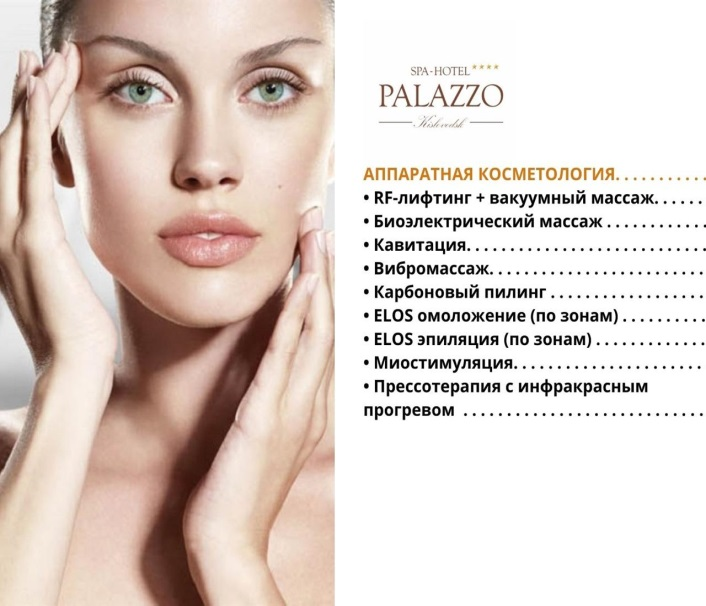 SPA-HOTEL ★★★★
PALAZZO
Kislovodsk
АППАРАТНАЯ КОСМЕТОЛОГИЯ. . . . . . . . . . .
• RF-лифтинг + вакуумный массаж. . . . . .
• Биоэлектрический массаж . . . . . . . . . . . .
• Кавитация. . . . . . . . . . . . . . . . . . . . . . . . . . . . .
• Вибромассаж. . . . . . . . . . . . . . . . . . . . . . . . . .
• Карбоновый пилинг . . . . . . . . . . . . . . . . . . .
• ELOS омоложение (по зонам) . . . . . . . . . .
• ELOS эпиляция (по зонам) . . . . . . . . . . . . .
• Миостимуляция. . . . . . . . . . . . . . . . . . . . . . .
• Прессотерапия с инфракрасным
прогревом . . . . . . . . . . . . . . . . . . . . . . . . . . . . .